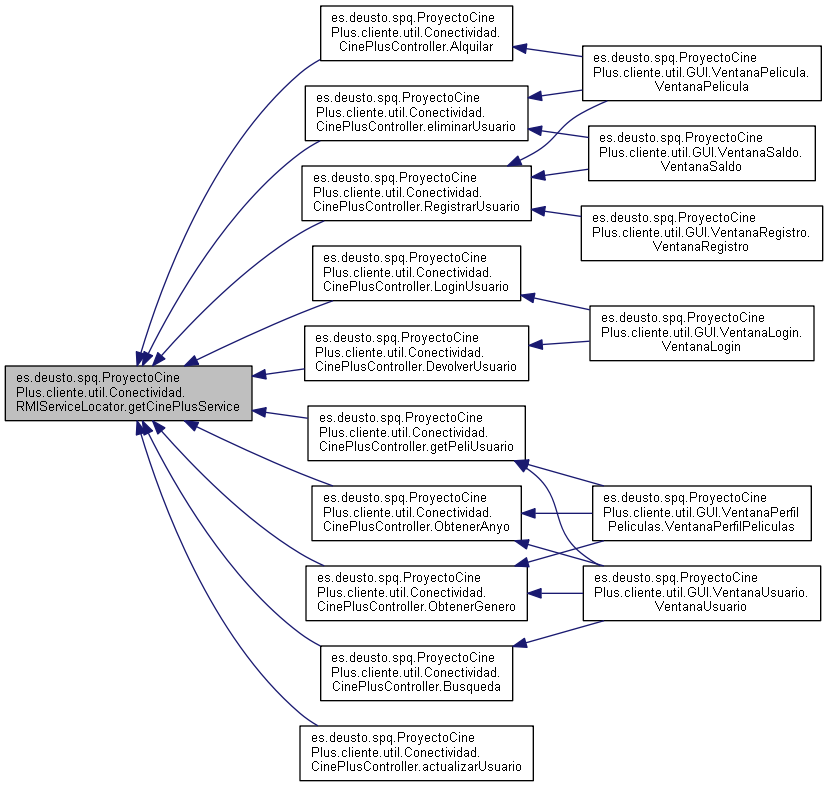 es.deusto.spq.ProyectoCine
Plus.cliente.util.Conectividad.
RMIServiceLocator.getCinePlusService
es.deusto.spq.ProyectoCine
Plus.cliente.util.Conectividad.
CinePlusController.Alquilar
es.deusto.spq.ProyectoCine
Plus.cliente.util.Conectividad.
CinePlusController.eliminarUsuario
es.deusto.spq.ProyectoCine
Plus.cliente.util.Conectividad.
CinePlusController.RegistrarUsuario
es.deusto.spq.ProyectoCine
Plus.cliente.util.Conectividad.
CinePlusController.LoginUsuario
es.deusto.spq.ProyectoCine
Plus.cliente.util.Conectividad.
CinePlusController.DevolverUsuario
es.deusto.spq.ProyectoCine
Plus.cliente.util.Conectividad.
CinePlusController.getPeliUsuario
es.deusto.spq.ProyectoCine
Plus.cliente.util.Conectividad.
CinePlusController.ObtenerAnyo
es.deusto.spq.ProyectoCine
Plus.cliente.util.Conectividad.
CinePlusController.ObtenerGenero
es.deusto.spq.ProyectoCine
Plus.cliente.util.Conectividad.
CinePlusController.Busqueda
es.deusto.spq.ProyectoCine
Plus.cliente.util.Conectividad.
CinePlusController.actualizarUsuario
es.deusto.spq.ProyectoCine
Plus.cliente.util.GUI.VentanaPelicula.
VentanaPelicula
es.deusto.spq.ProyectoCine
Plus.cliente.util.GUI.VentanaSaldo.
VentanaSaldo
es.deusto.spq.ProyectoCine
Plus.cliente.util.GUI.VentanaRegistro.
VentanaRegistro
es.deusto.spq.ProyectoCine
Plus.cliente.util.GUI.VentanaLogin.
VentanaLogin
es.deusto.spq.ProyectoCine
Plus.cliente.util.GUI.VentanaPerfil
Peliculas.VentanaPerfilPeliculas
es.deusto.spq.ProyectoCine
Plus.cliente.util.GUI.VentanaUsuario.
VentanaUsuario